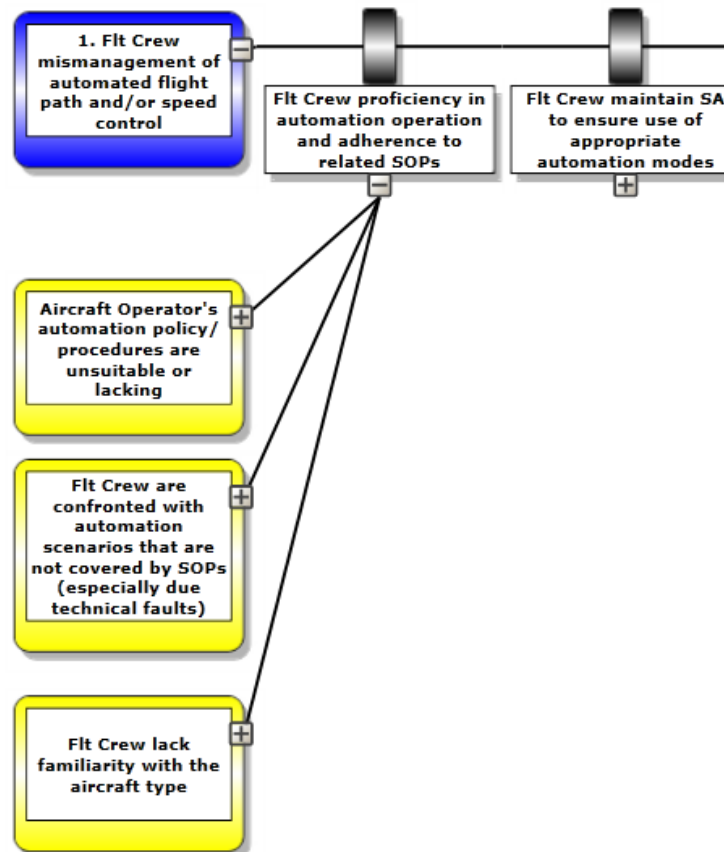 1. Flt Crew
mismanagement of
automated flight
path and/or speed
control
Flt Crew proficiency in
automation operation
and adherence to
related SOPs
Flt Crew maintain SA
to ensure use of
appropriate
automation modes
Aircraft Operator's
automation policy/
procedures are
unsuitable or
lacking
Flt Crew are
confronted with
automation
scenarios that are
not covered by SOPs
(especially due
technical faults)
Flt Crew lack
familiarity with the
aircraft type